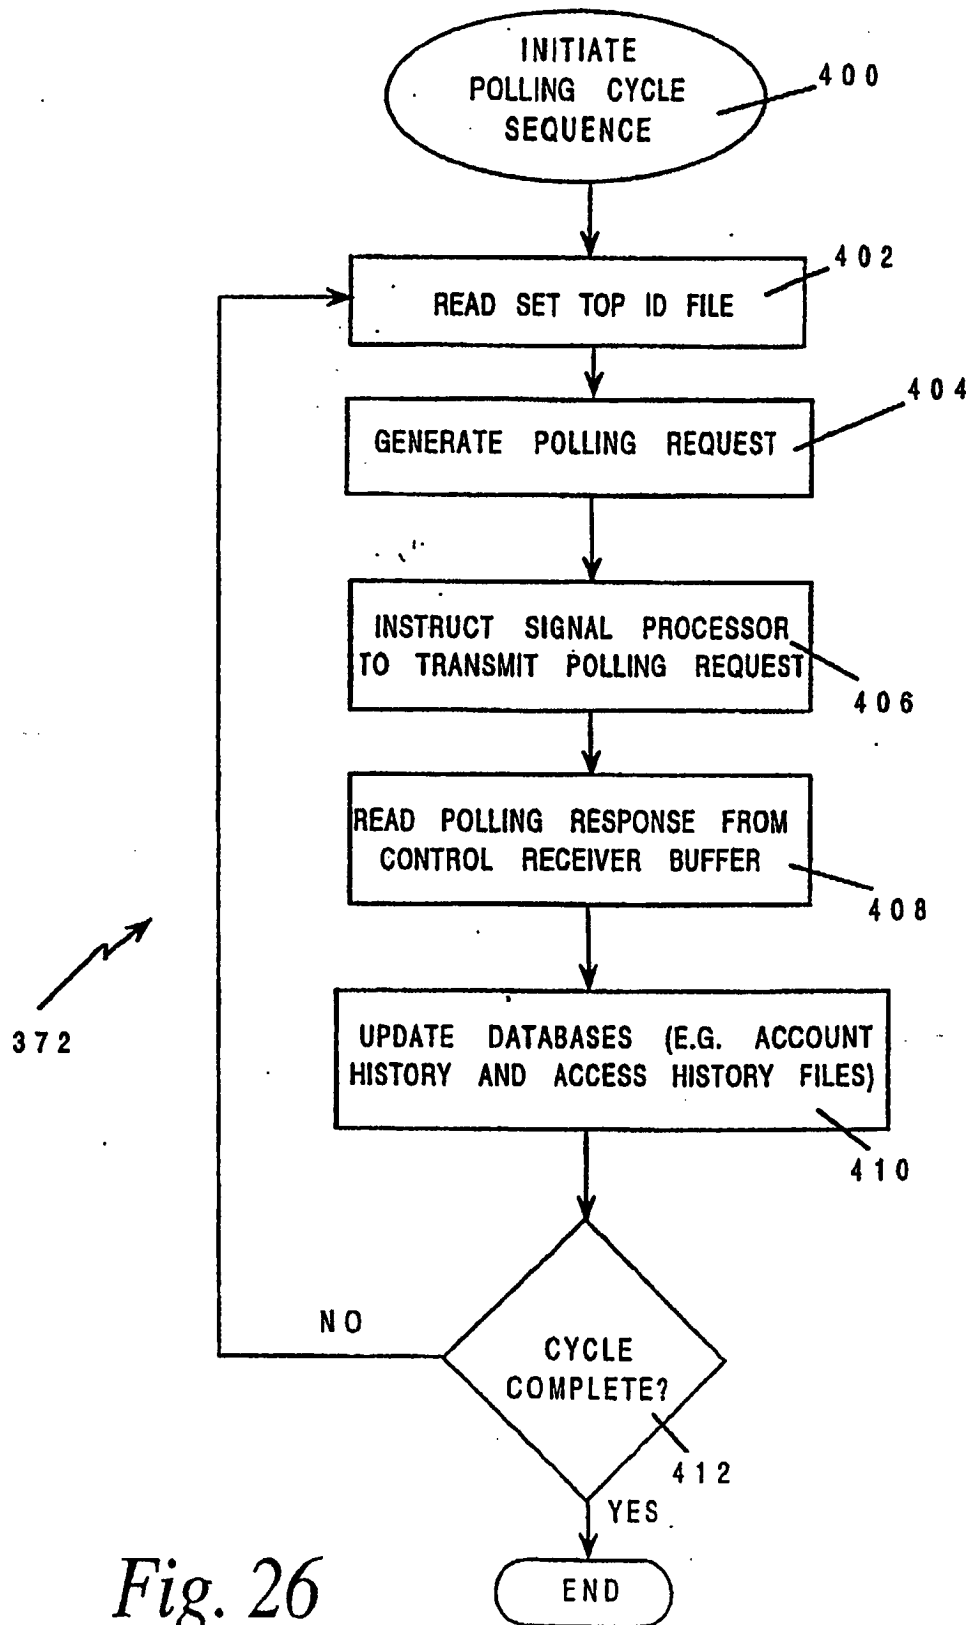 INITIATE
POLLING CYCLE
SEQUENCE
400
402
READ SET TOP ID FILE
404
GENERATE POLLING REQUEST
INSTRUCT SIGNAL PROCESSOR
TO TRANSMIT POLLING REQUEST
406
READ POLLING RESPONSE FROM
CONTROL RECEIVER BUFFER
408
372
UPDATE DATABASES (E.G. ACCOUNT
HISTORY AND ACCESS HISTORY FILES)
410
NO
CYCLE
COMPLETE?
412
YES
END
Fig. 26